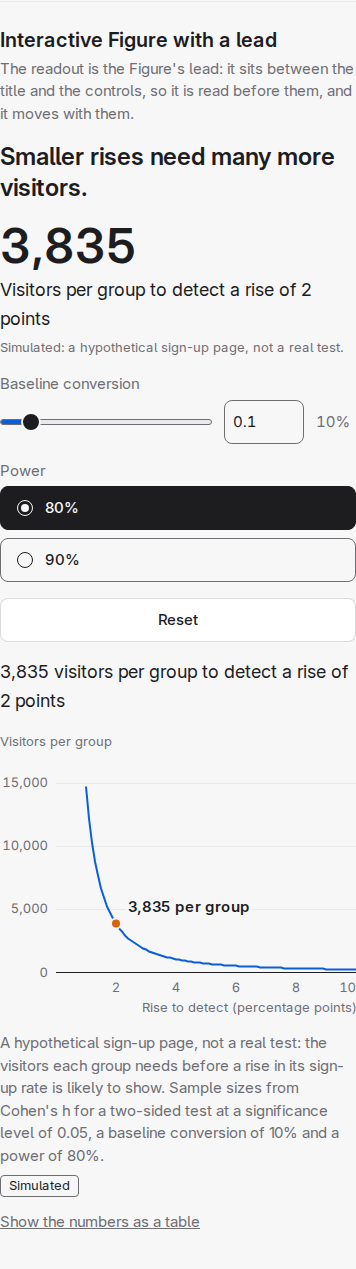 Interactive Figure with a lead
The readout is the Figure's lead: it sits between the
title and the controls, so it is read before them, and
it moves with them.
Smaller rises need many more
visitors.
3,835
Visitors per group to detect a rise of 2
points
Simulated: a hypothetical sign-up page, not a real test.
Baseline conversion
0.1 10%
Power
80%
90%
Reset
3,835 visitors per group to detect a rise of
2 points
Visitors per group
15,000
10,000
5,000
3,835 per group
0
2 4 6 8 10
Rise to detect (percentage points)
A hypothetical sign-up page, not a real test: the
visitors each group needs before a rise in its sign-
up rate is likely to show. Sample sizes from
Cohen's h for a two-sided test at a significance
level of 0.05, a baseline conversion of 10% and a
power of 80%.
Simulated
Show the numbers as a table